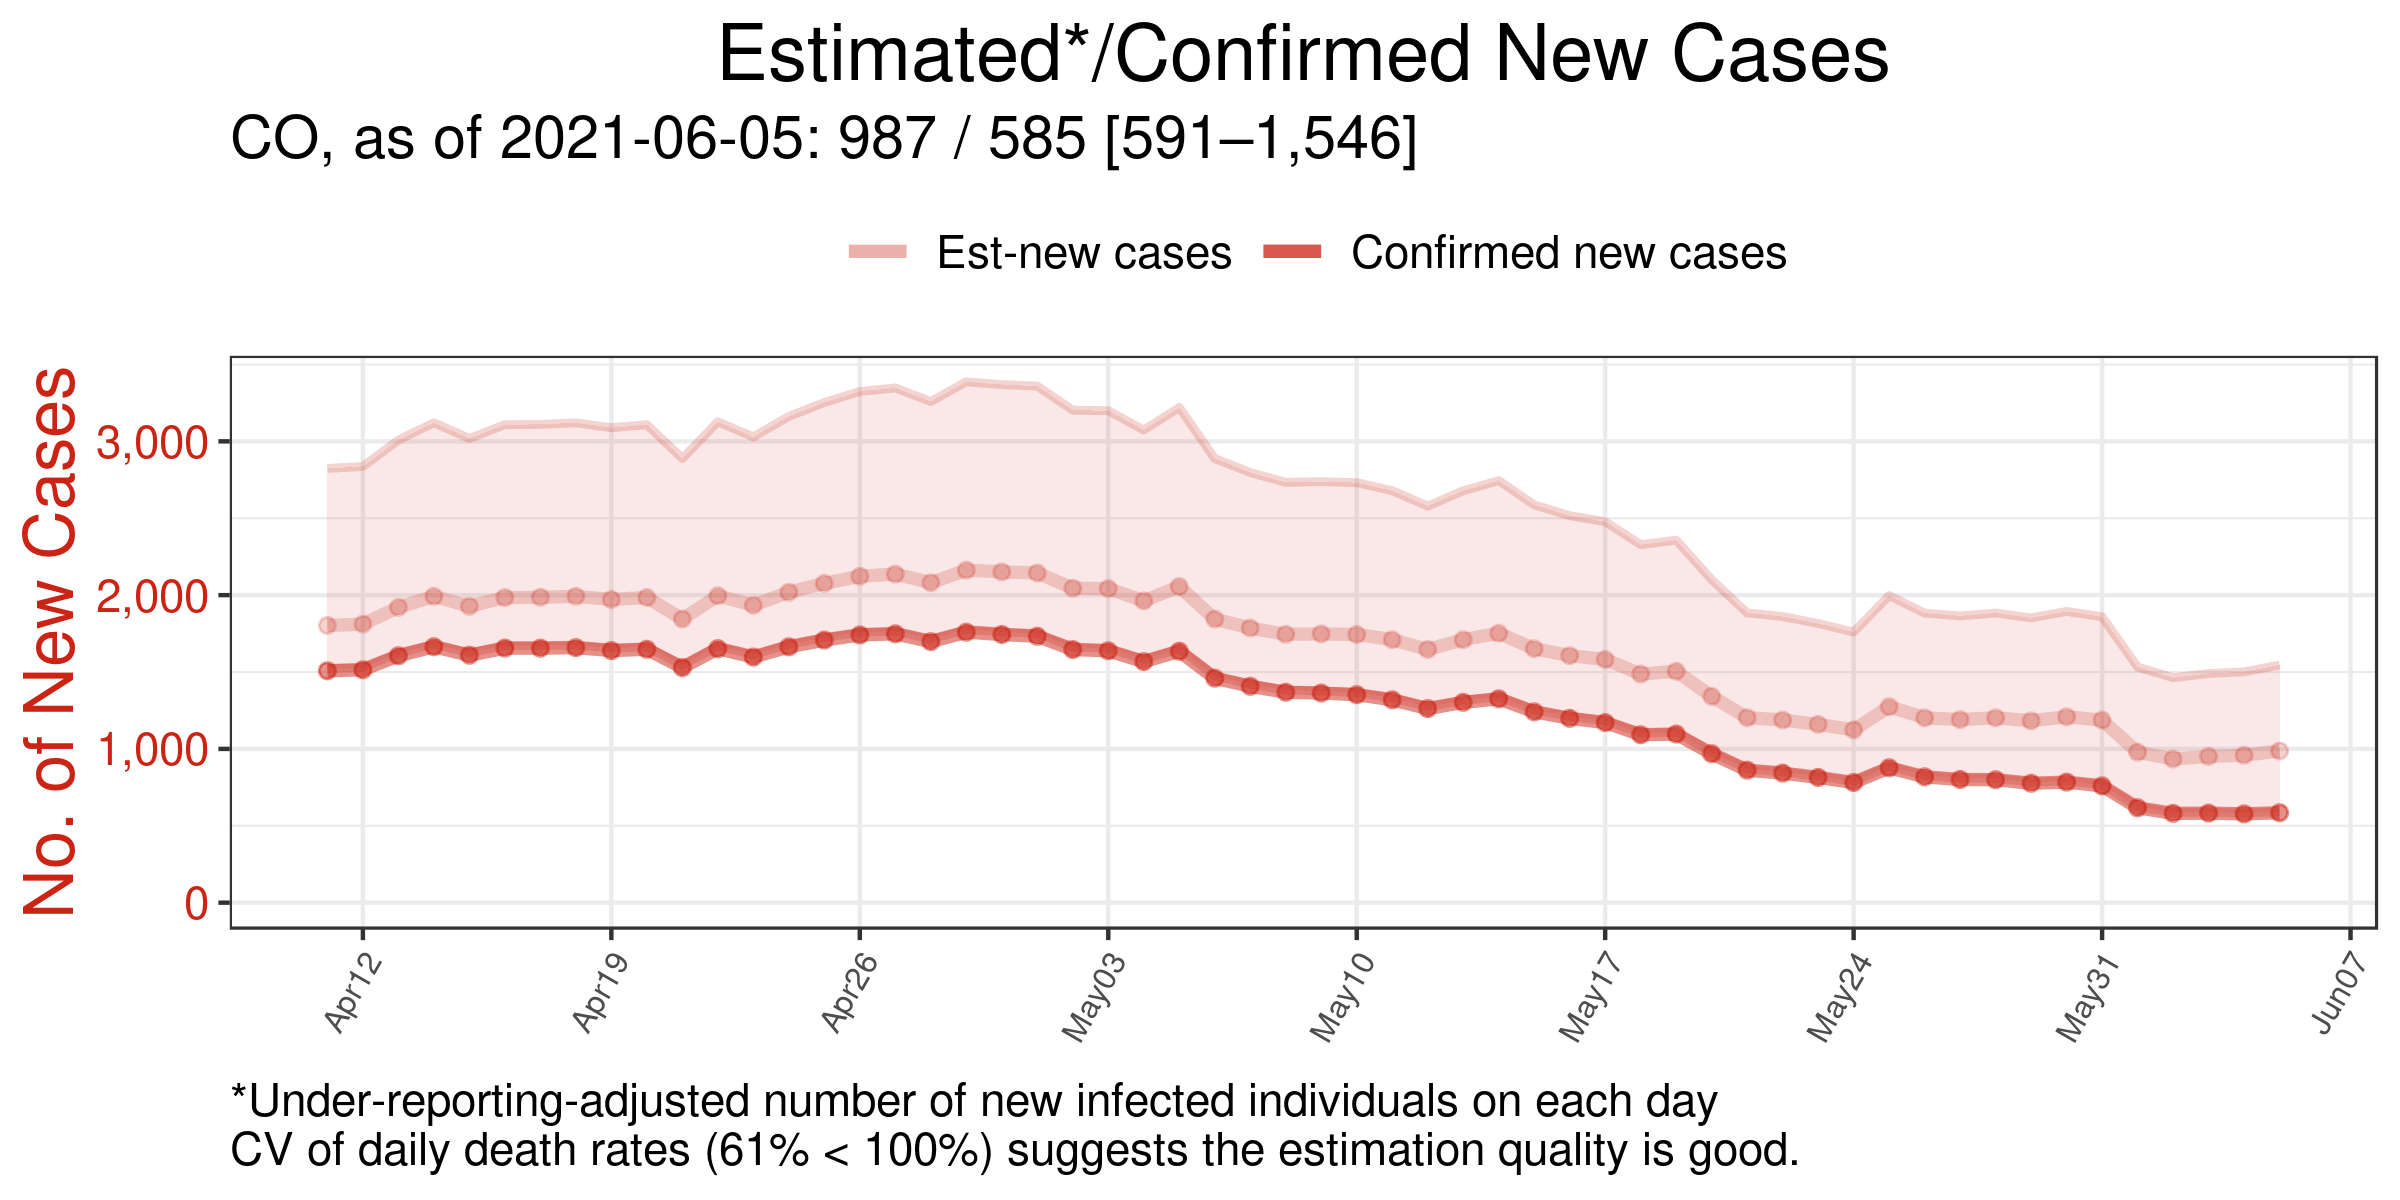 Estimated*/Confirmed New Cases
CO, as of 2021-06-05: 987 / 585 [591–1,546]
Est-new cases Confirmed new cases
No. of New Cases
3,000
2,000
1,000
0
Apr12 Apr19 Apr26 May03 May10 May17 May24 May31 Jun07
*Under-reporting-adjusted number of new infected individuals on each day
CV of daily death rates (61% < 100%) suggests the estimation quality is good.